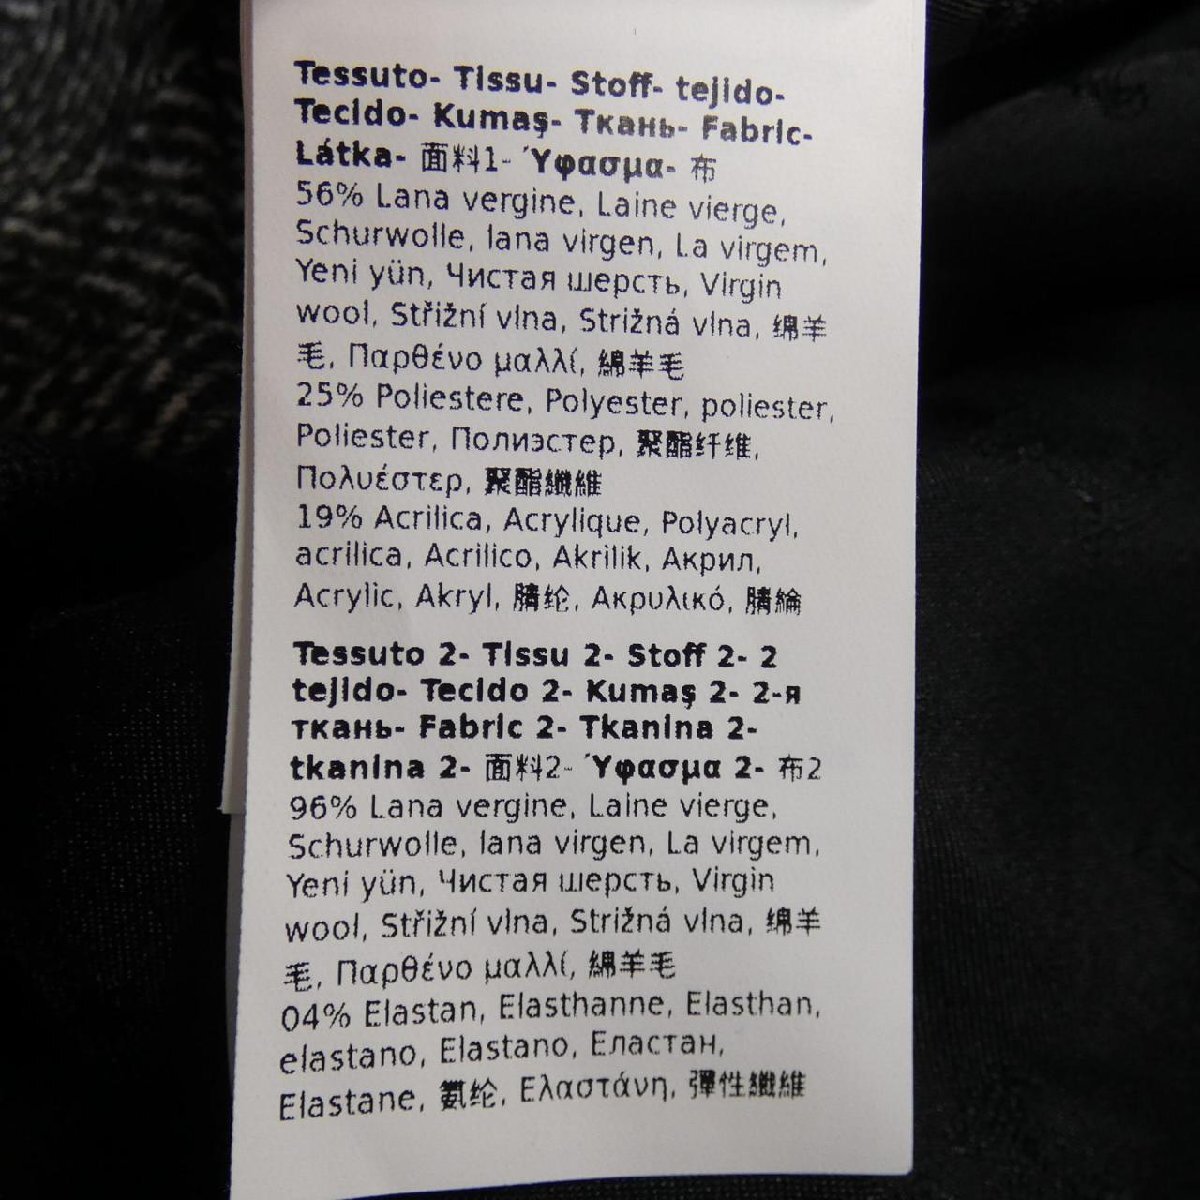 Tessuto- Tissu- Stoff- tejido-
Tecido- Kumaş- Ткань- Fabric-
Látka- 面料1- Ύφασμα- 布
56% Lana vergine, Laine vierge,
Schurwolle, lana virgen, La virgem,
Yeni yün, Чистая шерсть, Virgin
wool, Střižní vlna, Strižná vlna, 绵羊
毛, Παρθένο μαλλί, 綿羊毛
25% Poliestere, Polyester, poliester,
Poliester, Полиэстер, 聚酯纤维,
Πολυέστερ, 聚酯纖維
19% Acrilica, Acrylique, Polyacryl,
acrilica, Acrilico, Akrilik, Акрил,
Acrylic, Akryl, 腈纶, Ακρυλικό, 腈綸
Tessuto 2- Tissu 2- Stoff 2- 2
tejido- Tecido 2- Kumaş 2- 2-я
ткань- Fabric 2- Tkanina 2-
tkanina 2- 面料2- Ύφασμα 2- 布2
96% Lana vergine, Laine vierge,
Schurwolle, lana virgen, La virgem,
Yeni yün, Чистая шерсть, Virgin
wool, Střižní vlna, Strižná vlna, 绵羊
毛, Παρθένο μαλλί, 綿羊毛
04% Elastan, Elasthanne, Elasthan,
elastano, Elastano, Еластан,
Elastane, 氨纶, Ελαστάνη, 彈性纖維